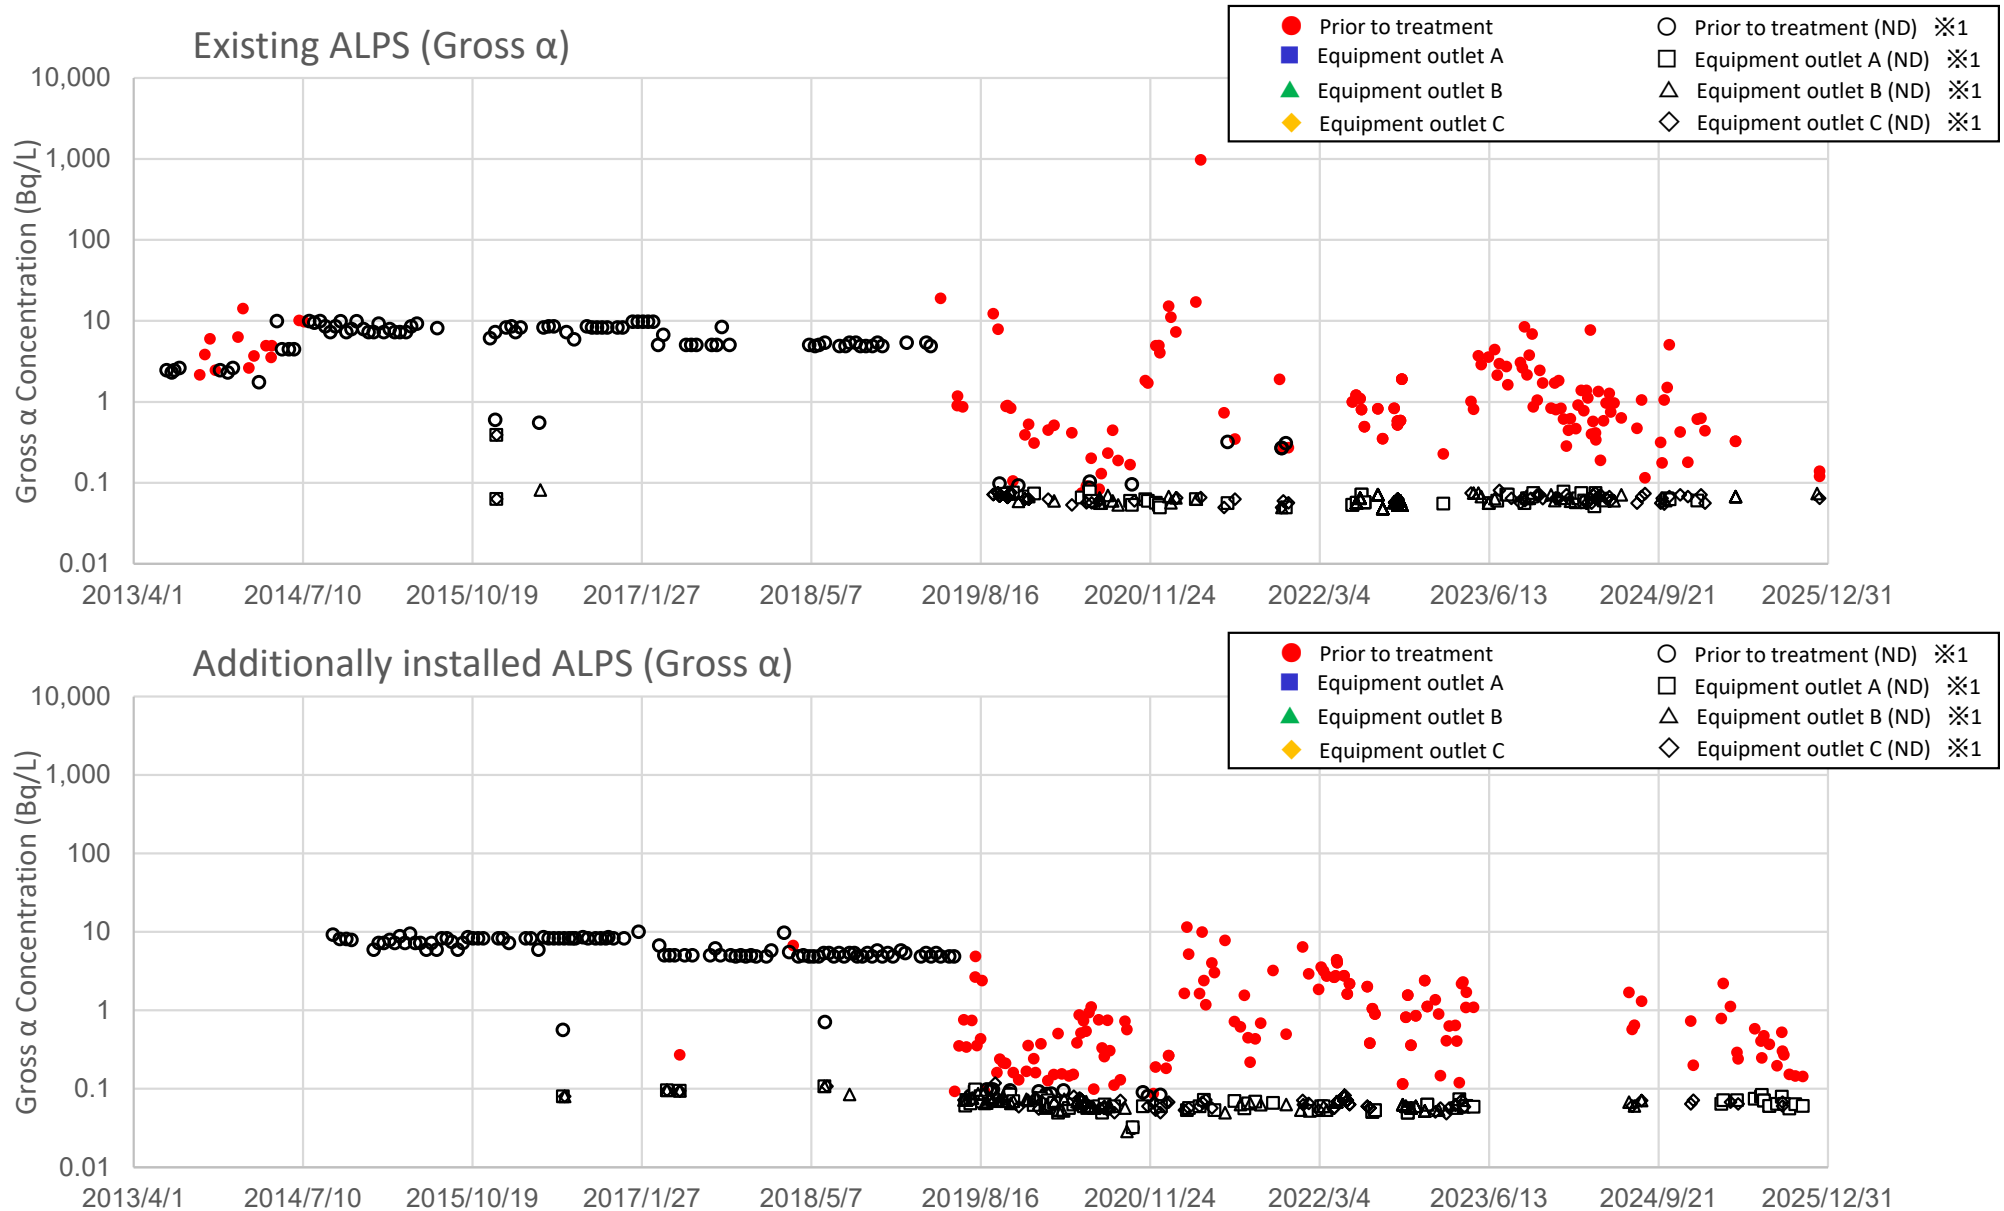 Existing ALPS (Gross α)
Prior to treatment
Prior to treatment (ND) ※1
Equipment outlet A
Equipment outlet A (ND) ※1
Equipment outlet B
Equipment outlet B (ND) ※1
Equipment outlet C
Equipment outlet C (ND) ※1
Gross α Concentration (Bq/L)
10,000
1,000
100
10
1
0.1
0.01
2013/4/1 2014/7/10 2015/10/19 2017/1/27 2018/5/7 2019/8/16 2020/11/24 2022/3/4 2023/6/13 2024/9/21 2025/12/31
Additionally installed ALPS (Gross α)
Prior to treatment
Prior to treatment (ND) ※1
Equipment outlet A
Equipment outlet A (ND) ※1
Equipment outlet B
Equipment outlet B (ND) ※1
Equipment outlet C
Equipment outlet C (ND) ※1
Gross α Concentration (Bq/L)
10,000
1,000
100
10
1
0.1
0.01
2013/4/1 2014/7/10 2015/10/19 2017/1/27 2018/5/7 2019/8/16 2020/11/24 2022/3/4 2023/6/13 2024/9/21 2025/12/31